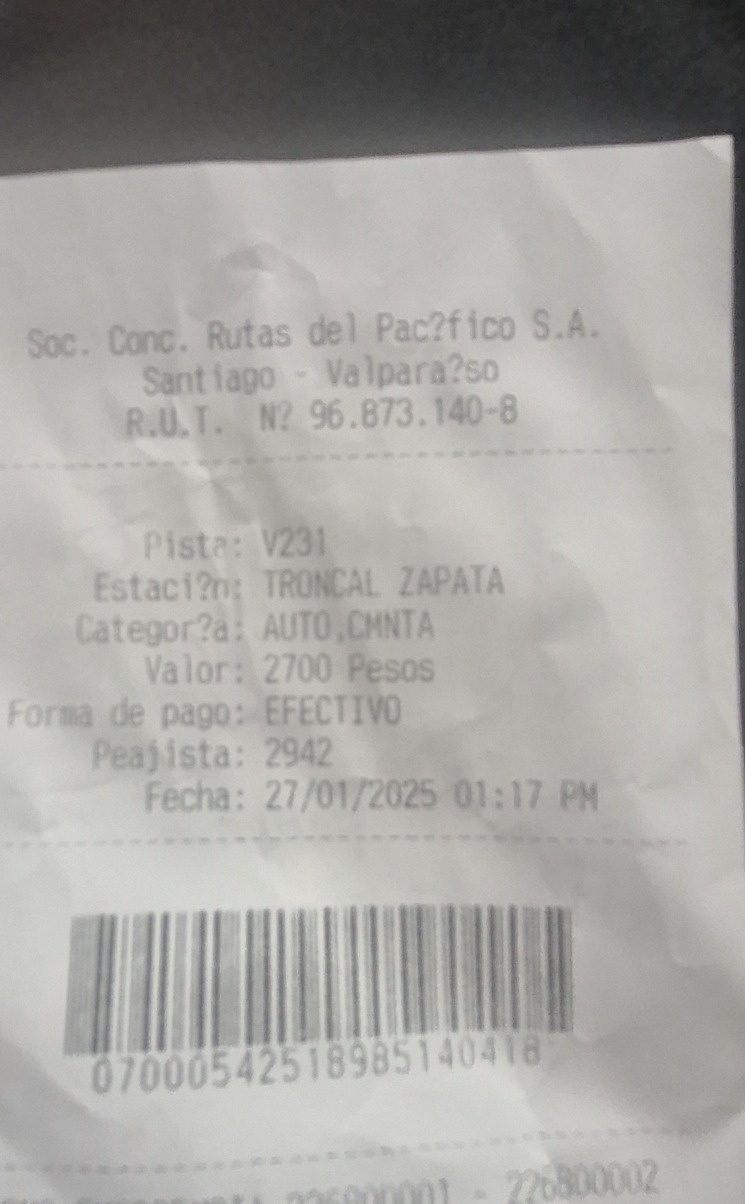 Soc. Conc. Rutas del Pac?fico S.A.
Santiago - Valpara?so
R.U.T. N? 96.873.140-8
Pista: V231
Estaci?n: TRONCAL ZAPATA
Categor?a: AUTO,CMNTA
Valor: 2700 Pesos
Forma de pago: EFECTIVO
Peajista: 2942
Fecha: 27/01/2025 01:17 PM
07000542518985140418
226800001 - 226800002